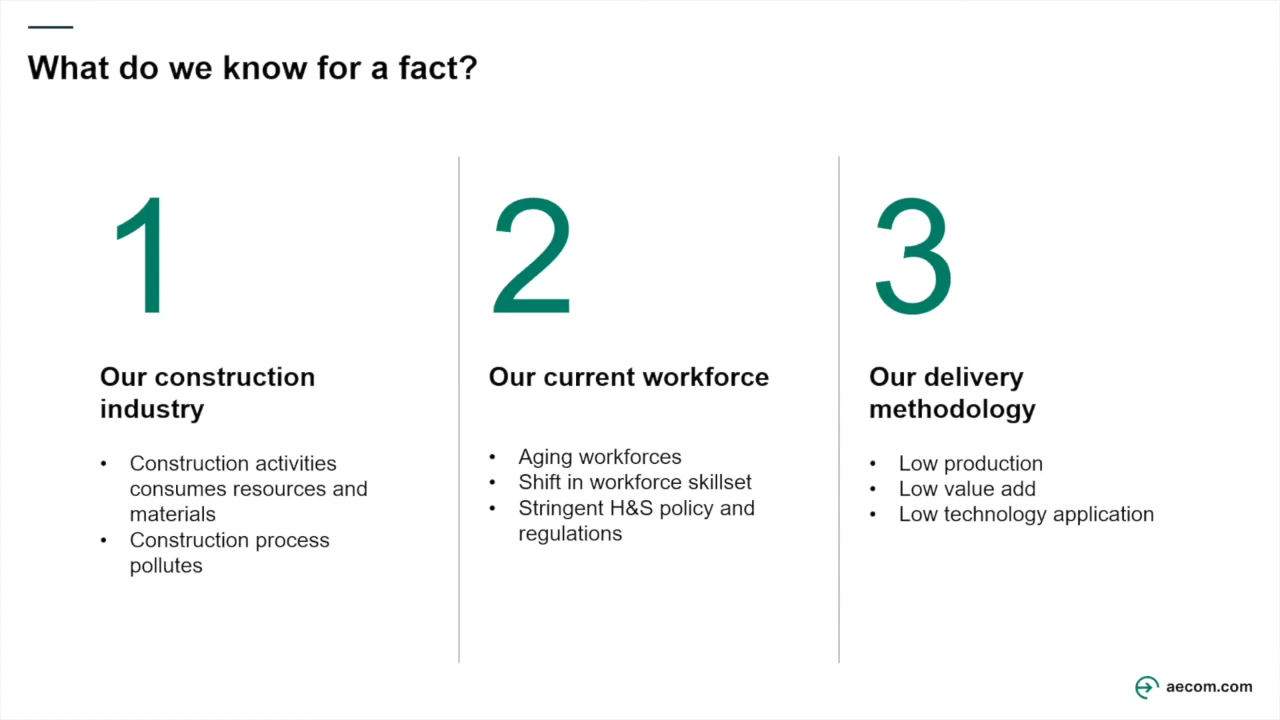 What do we know for a fact?
1
Our construction
industry
• Construction activities
consumes resources and
materials
• Construction process
pollutes
2
Our current workforce
• Aging workforces
• Shift in workforce skillset
• Stringent H&S policy and
regulations
3
Our delivery
methodology
• Low production
• Low value add
• Low technology application
aecom.com